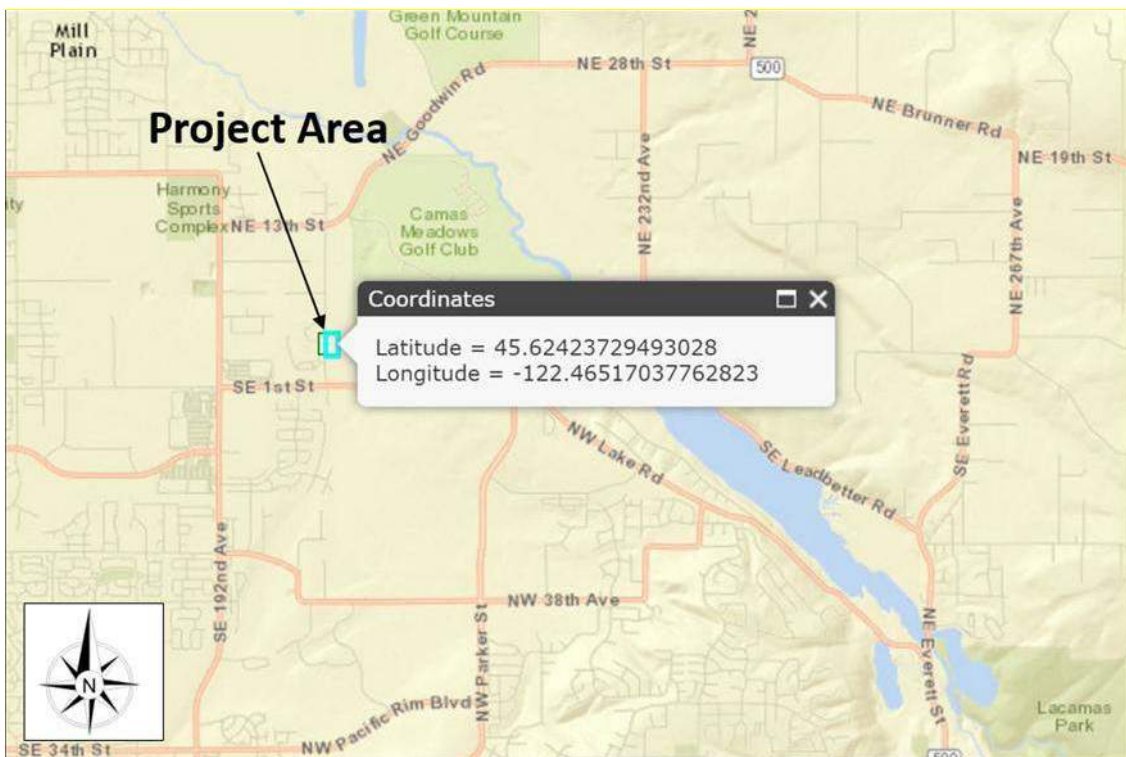 Mill
Plain
Green Mountain
Golf Course
NE 28th St
NE 2
500
NE Brunner Rd
NE Goodwin Rd
Project Area
NE 19th St
Harmony
Sports
Complex
NE 13th St
ity
Camas
Meadows
Golf Club
NE 232nd Ave
NE 267th Ave
Coordinates
Latitude = 45.62423729493028
Longitude = -122.46517037762823
SE 1st St
NW Lake Rd
SE Leadbetter Rd
SE Everett Rd
SE 192nd Ave
NW 38th Ave
NW Parker St
NE Everett St
N
NW Pacific Rim Blvd
Lacamas
Park
SE 34th St
500